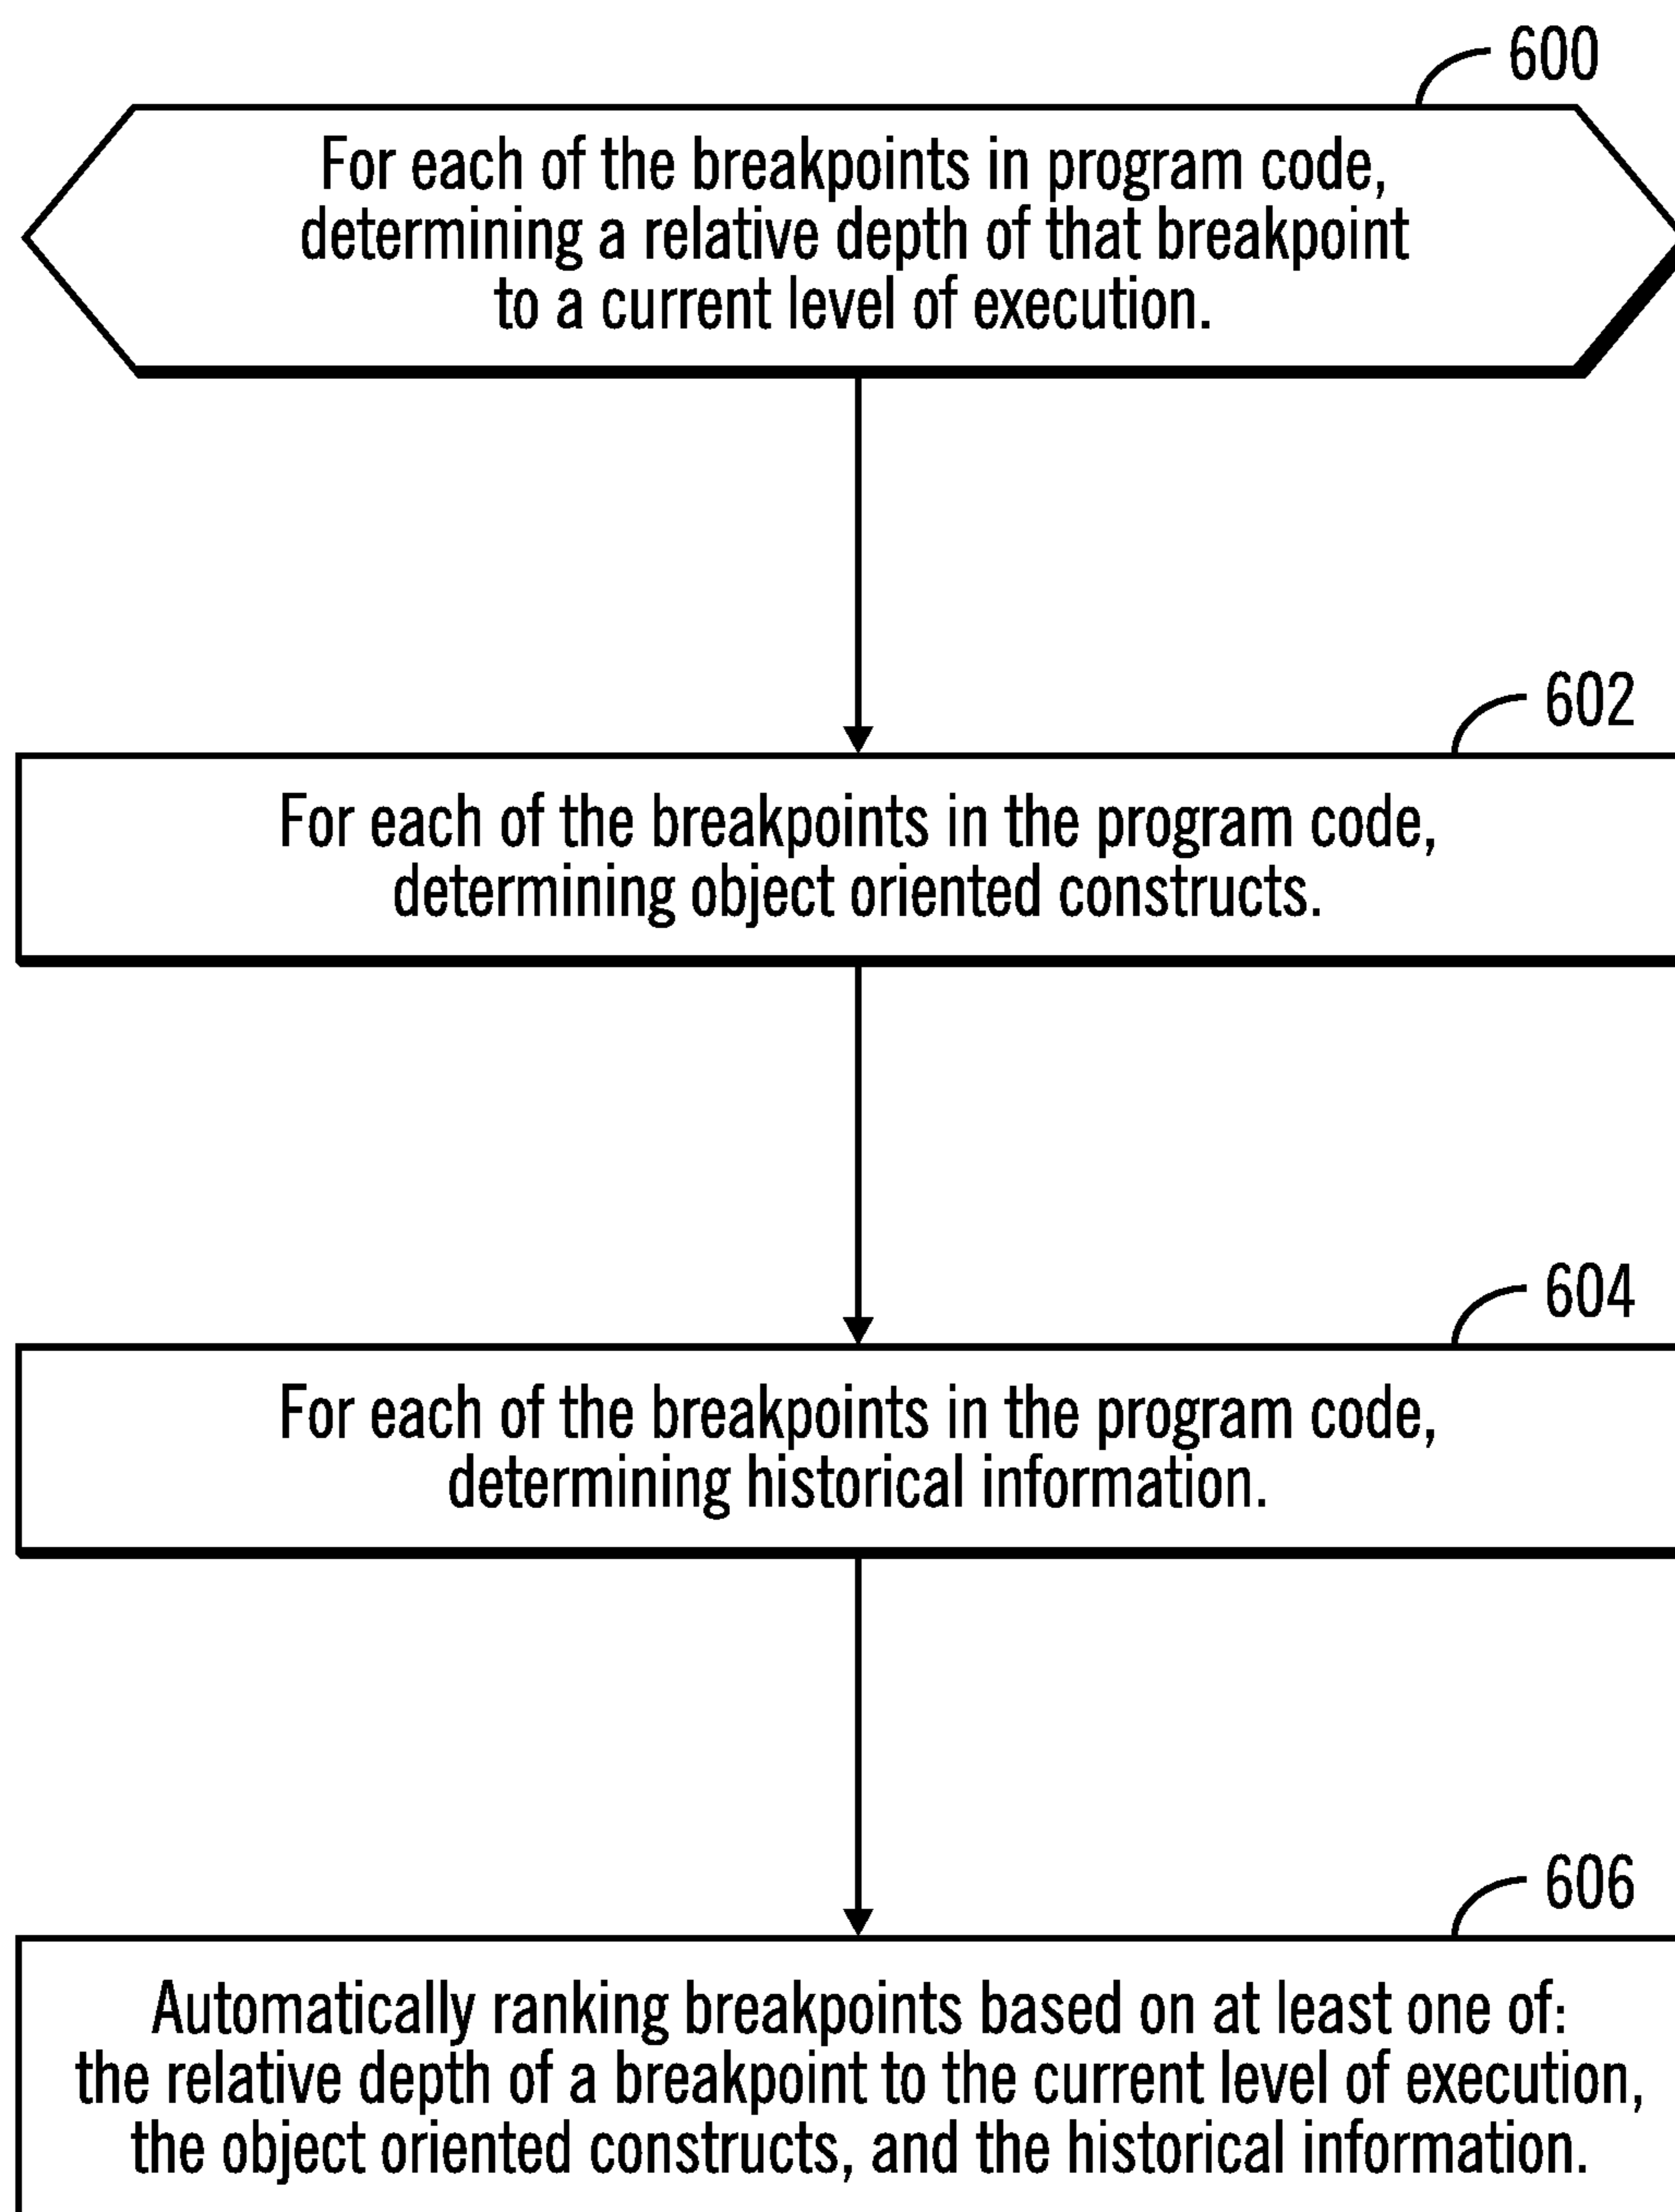 600
For each of the breakpoints in program code,
determining a relative depth of that breakpoint
to a current level of execution.
602
For each of the breakpoints in the program code,
determining object oriented constructs.
604
For each of the breakpoints in the program code,
determining historical information.
606
Automatically ranking breakpoints based on at least one of:
the relative depth of a breakpoint to the current level of execution,
the object oriented constructs, and the historical information.